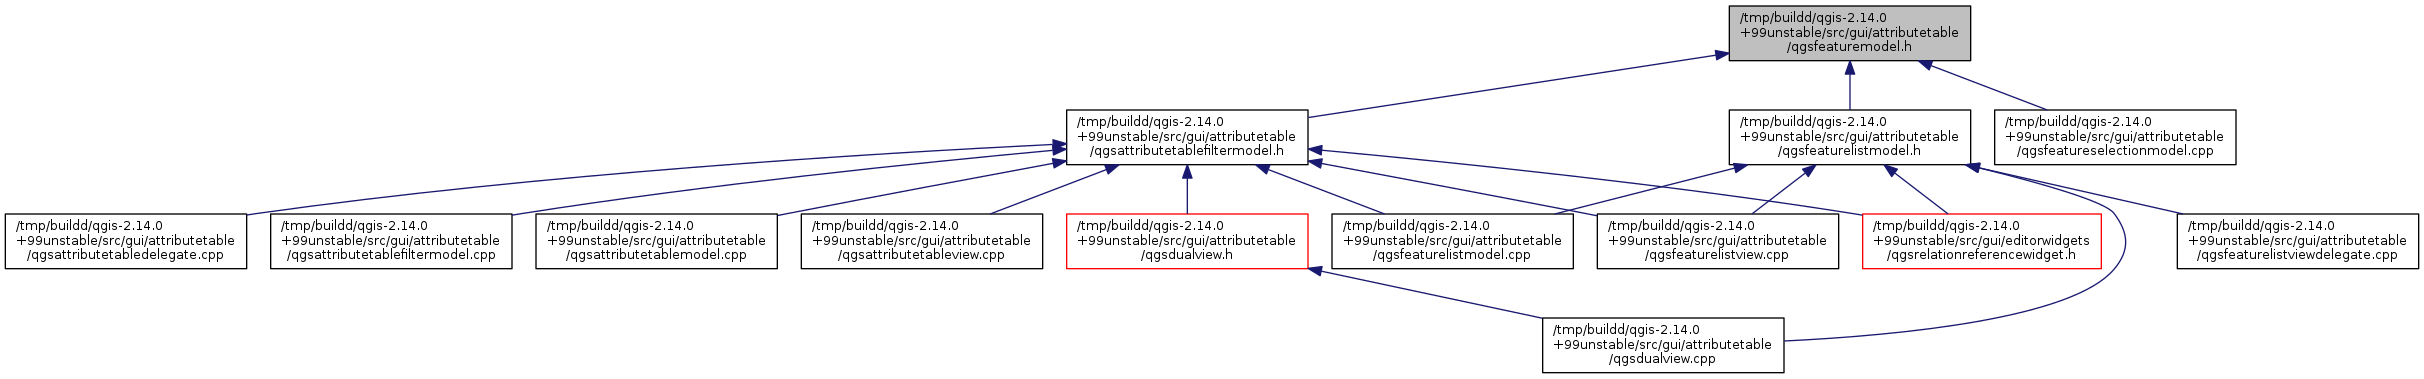 /tmp/buildd/qgis-2.14.0
+99unstable/src/gui/attributetable
/qgsfeaturemodel.h
/tmp/buildd/qgis-2.14.0
+99unstable/src/gui/attributetable
/qgsattributetablefiltermodel.h
/tmp/buildd/qgis-2.14.0
+99unstable/src/gui/attributetable
/qgsfeaturelistmodel.h
/tmp/buildd/qgis-2.14.0
+99unstable/src/gui/attributetable
/qgsfeatureselectionmodel.cpp
/tmp/buildd/qgis-2.14.0
+99unstable/src/gui/attributetable
/qgsattributetabledelegate.cpp
/tmp/buildd/qgis-2.14.0
+99unstable/src/gui/attributetable
/qgsattributetablefiltermodel.cpp
/tmp/buildd/qgis-2.14.0
+99unstable/src/gui/attributetable
/qgsattributetablemodel.cpp
/tmp/buildd/qgis-2.14.0
+99unstable/src/gui/attributetable
/qgsattributetableview.cpp
/tmp/buildd/qgis-2.14.0
+99unstable/src/gui/attributetable
/qgsdualview.h
/tmp/buildd/qgis-2.14.0
+99unstable/src/gui/attributetable
/qgsfeaturelistmodel.cpp
/tmp/buildd/qgis-2.14.0
+99unstable/src/gui/attributetable
/qgsfeaturelistview.cpp
/tmp/buildd/qgis-2.14.0
+99unstable/src/gui/editorwidgets
/qgsrelationreferencewidget.h
/tmp/buildd/qgis-2.14.0
+99unstable/src/gui/attributetable
/qgsfeaturelistviewdelegate.cpp
/tmp/buildd/qgis-2.14.0
+99unstable/src/gui/attributetable
/qgsdualview.cpp